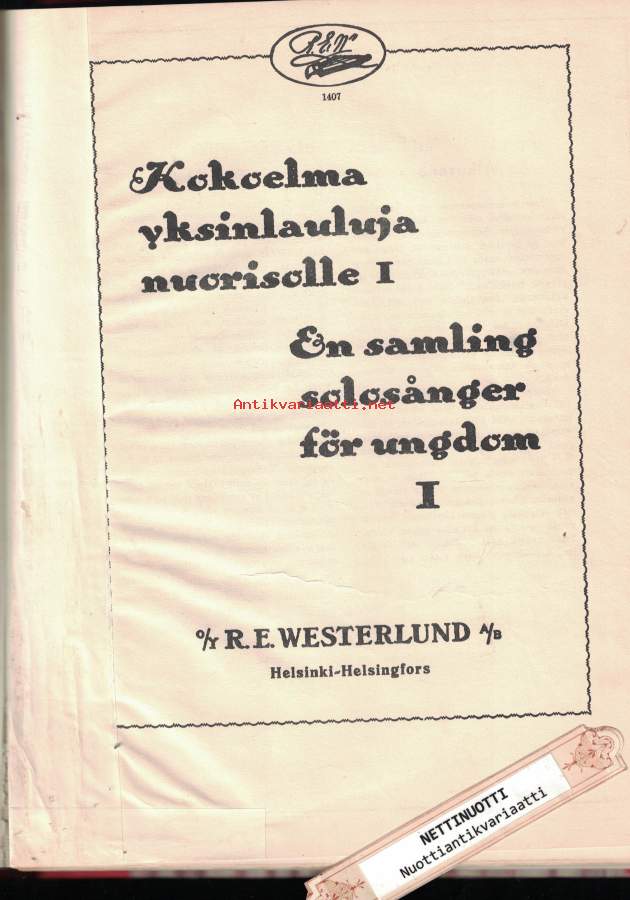 R.E.W.
1407
Kokoelma
yksinlauluja
nuorisolle I
En samling
solosånger
Antikvariaatti.net
för ungdom
I
O/Y R. E. WESTERLUND A/B
Helsinki-Helsingfors
NETTINUOTTI
Nuottiantikvariaatti